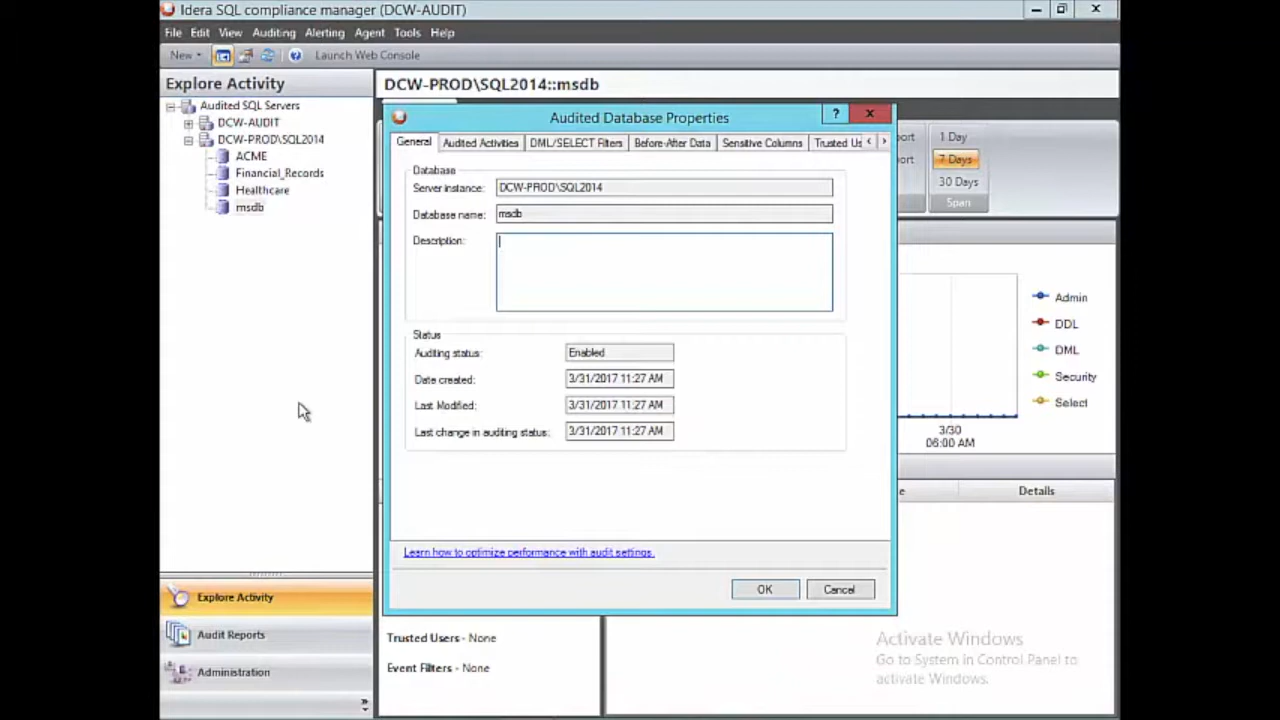 Idera SQL compliance manager (DCW-AUDIT)
File Edit View Auditing Alerting Agent Tools Help
New Launch Web Console
Explore Activity
DCW-PROD\SQL2014::msdb
Audited SQL Servers
DCW-AUDIT
DCW-PROD\SQL2014
ACME
Financial_Records
Healthcare
msdb
Audited Database Properties
?
General Audited Activities DML/SELECT Filters Before-After Data Sensitive Columns Trusted Us
Database
Server instance: DCW-PROD\SQL2014
Database name: msdb
Description:
Status
Auditing status: Enabled
Date created: 3/31/2017 11:27 AM
Last Modified: 3/31/2017 11:27 AM
Last change in auditing status: 3/31/2017 11:27 AM
Learn how to optimize performance with audit settings.
OK Cancel
1 Day
7 Days
30 Days
Span
Admin
DDL
DML
Security
Select
3/30
06:00 AM
Details
Explore Activity
Audit Reports
Administration
Trusted Users - None
Event Filters - None
Activate Windows
Go to System in Control Panel to
activate Windows.